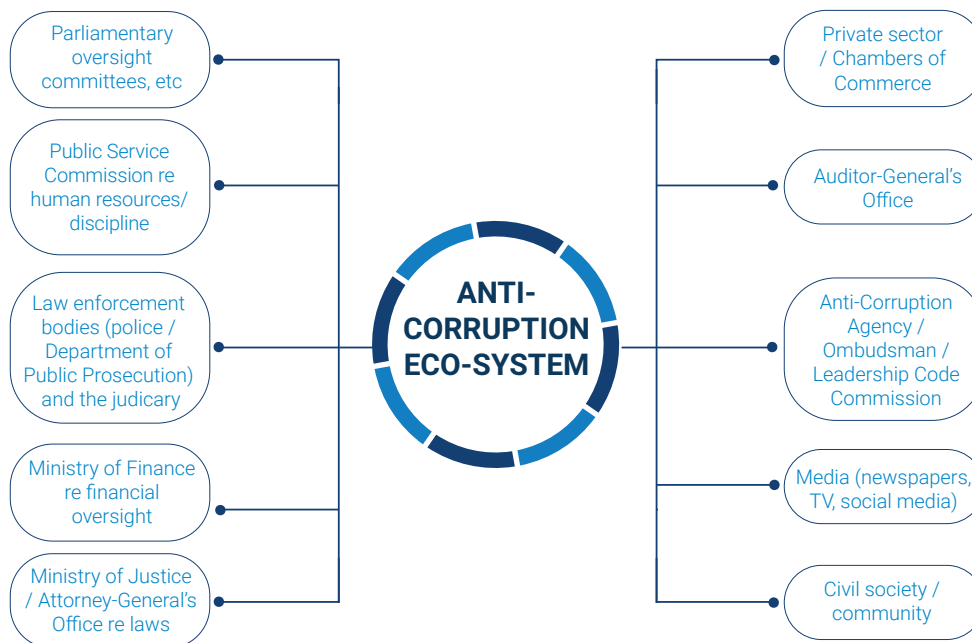 Parliamentary
oversight
committees, etc
Public Service
Commission re
human resources/
discipline
Law enforcement
bodies (police /
Department of
Public Prosecution)
and the judicary
Ministry of Finance
re financial
oversight
Ministry of Justice
/ Attorney-General’s
Office re laws
ANTI-
CORRUPTION
ECO-SYSTEM
Private sector
/ Chambers of
Commerce
Auditor-General’s
Office
Anti-Corruption
Agency /
Ombudsman /
Leadership Code
Commission
Media (newspapers,
TV, social media)
Civil society /
community